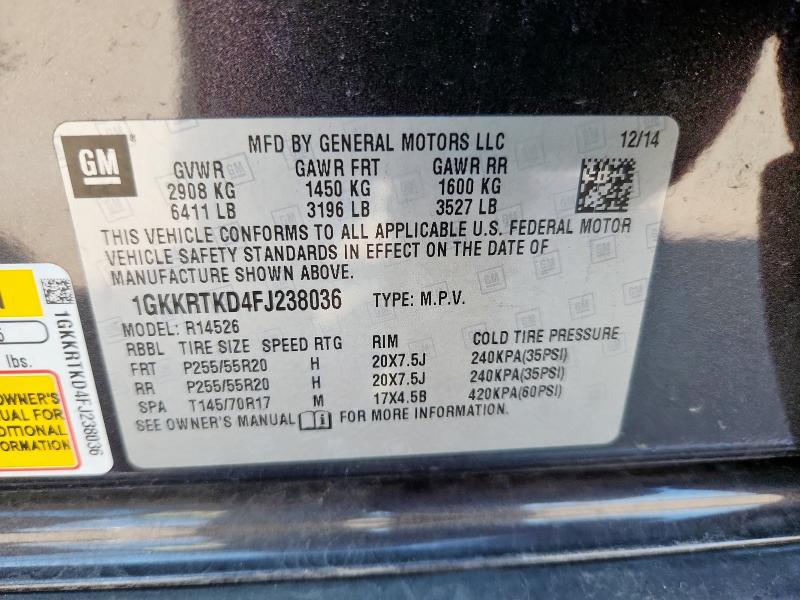 GM
MFD BY GENERAL MOTORS LLC 12/14
GVWR GAWR FRT GAWR RR
2908 KG 1450 KG 1600 KG
6411 LB 3196 LB 3527 LB
THIS VEHICLE CONFORMS TO ALL APPLICABLE U.S. FEDERAL MOTOR
VEHICLE SAFETY STANDARDS IN EFFECT ON THE DATE OF
MANUFACTURE SHOWN ABOVE.
1GKKRTKD4FJ238036 TYPE: M.P.V.
MODEL: R14526
RBBL TIRE SIZE SPEED RTG RIM COLD TIRE PRESSURE
FRT P255/55R20 H 20X7.5J 240KPA(35PSI)
RR P255/55R20 H 20X7.5J 240KPA(35PSI)
SPA T145/70R17 M 17X4.5B 420KPA(60PSI)
SEE OWNER'S MANUAL FOR MORE INFORMATION.
lbs.
OWNER'S
FOR
1GKKRTKD4FJ238036